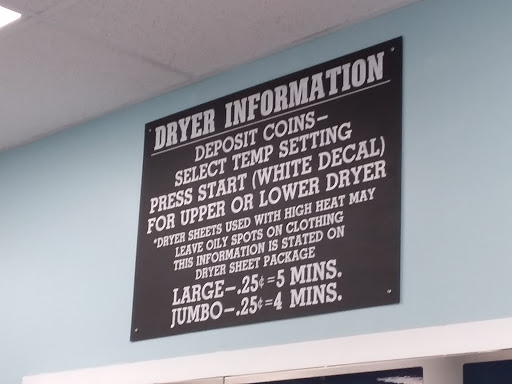 DRYER INFORMATION
DEPOSIT COINS–
SELECT TEMP SETTING
PRESS START (WHITE DECAL)
FOR UPPER OR LOWER DRYER
*DRYER SHEETS USED WITH HIGH HEAT MAY
LEAVE OILY SPOTS ON CLOTHING
THIS INFORMATION IS STATED ON
DRYER SHEET PACKAGE
LARGE–.25¢=5 MINS.
JUMBO–.25¢=4 MINS.